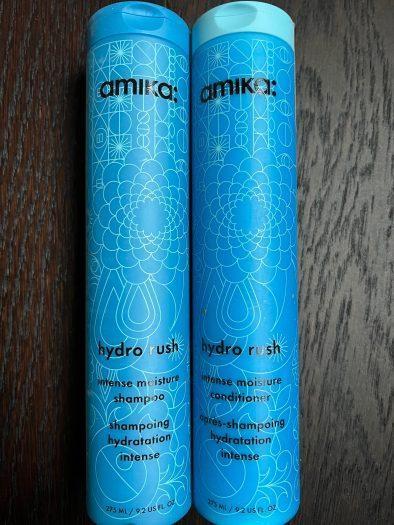 amika:
hydro rush
intense moisture
shampoo
shampoing
hydratation
intense
275 ML / 9.2 US FL. OZ
amika:
hydro rush
intense moisture
conditioner
après-shampoing
hydratation
intense
275 ML / 9.2 US FL. OZ